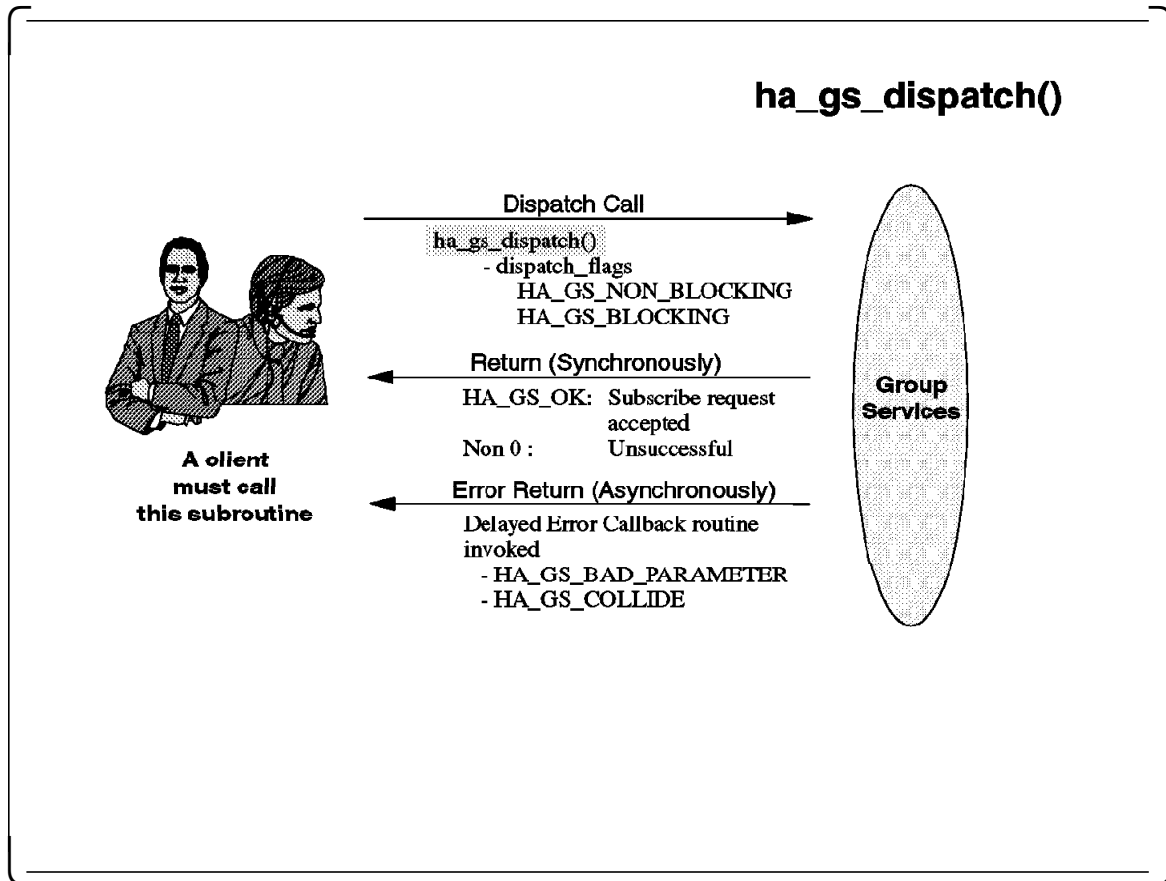 ha_gs_dispatch()
Dispatch Call
ha_gs_dispatch()
- dispatch_flags
HA_GS_NON_BLOCKING
HA_GS_BLOCKING
Return (Synchronously)
HA_GS_OK: Subscribe request
accepted
Non 0 : Unsuccessful
Error Return (Asynchronously)
Delayed Error Callback routine
invoked
- HA_GS_BAD_PARAMETER
- HA_GS_COLLIDE
A client
must call
this subroutine
Group
Services